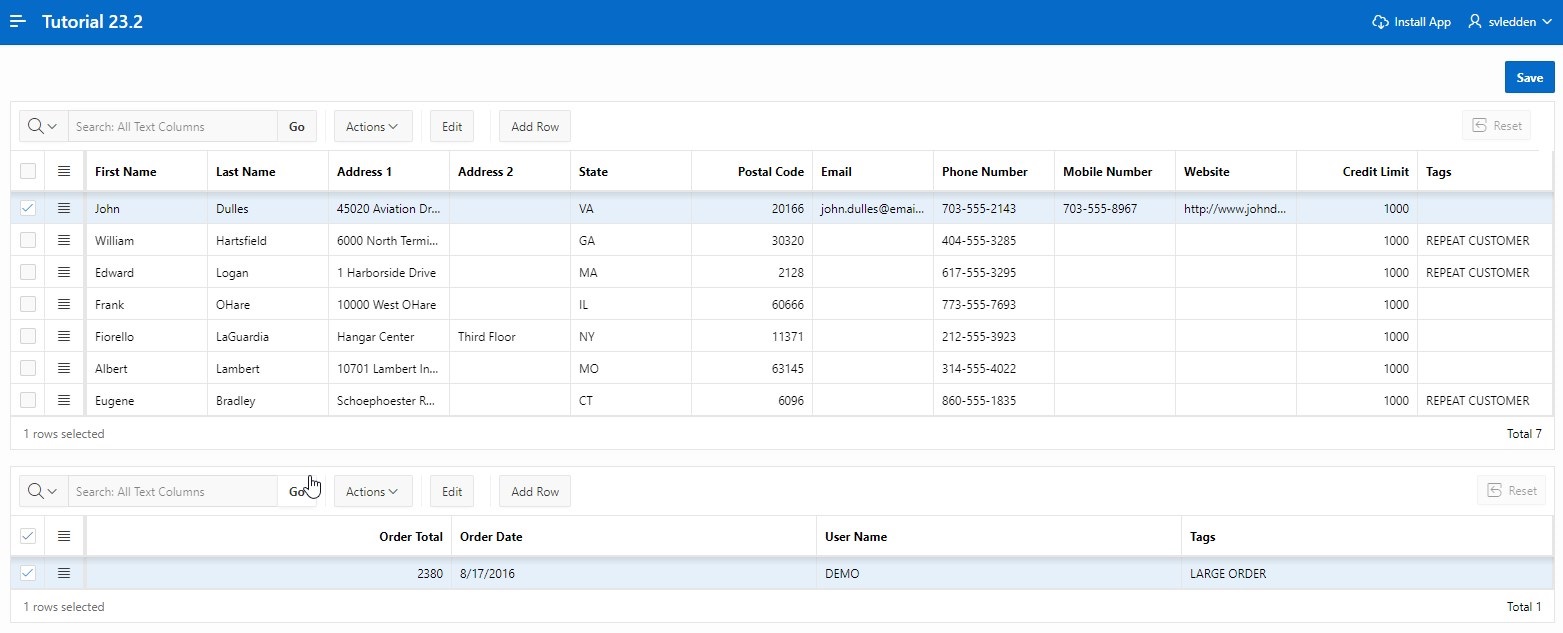 Tutorial 23.2 Install App svledden
Save
Search: All Text Columns Go Actions Edit Add Row Reset
First Name Last Name Address 1 Address 2 State Postal Code Email Phone Number Mobile Number Website Credit Limit Tags
John Dulles 45020 Aviation Dr... VA 20166 john.dulles@emai... 703-555-2143 703-555-8967 http://www.johnd... 1000
William Hartsfield 6000 North Termi... GA 30320 404-555-3285 1000 REPEAT CUSTOMER
Edward Logan 1 Harborside Drive MA 2128 617-555-3295 1000 REPEAT CUSTOMER
Frank OHare 10000 West OHare IL 60666 773-555-7693 1000
Fiorello LaGuardia Hangar Center Third Floor NY 11371 212-555-3923 1000
Albert Lambert 10701 Lambert In... MO 63145 314-555-4022 1000
Eugene Bradley Schoephoester R... CT 6096 860-555-1835 1000 REPEAT CUSTOMER
1 rows selected Total 7
Search: All Text Columns Go Actions Edit Add Row Reset
Order Total Order Date User Name Tags
2380 8/17/2016 DEMO LARGE ORDER
1 rows selected Total 1